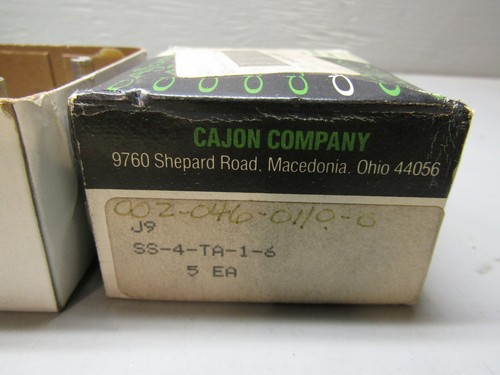 CAJON COMPANY
9760 Shepard Road, Macedonia, Ohio 44056
002-046-0110-0
J9
SS-4-TA-1-6
5 EA